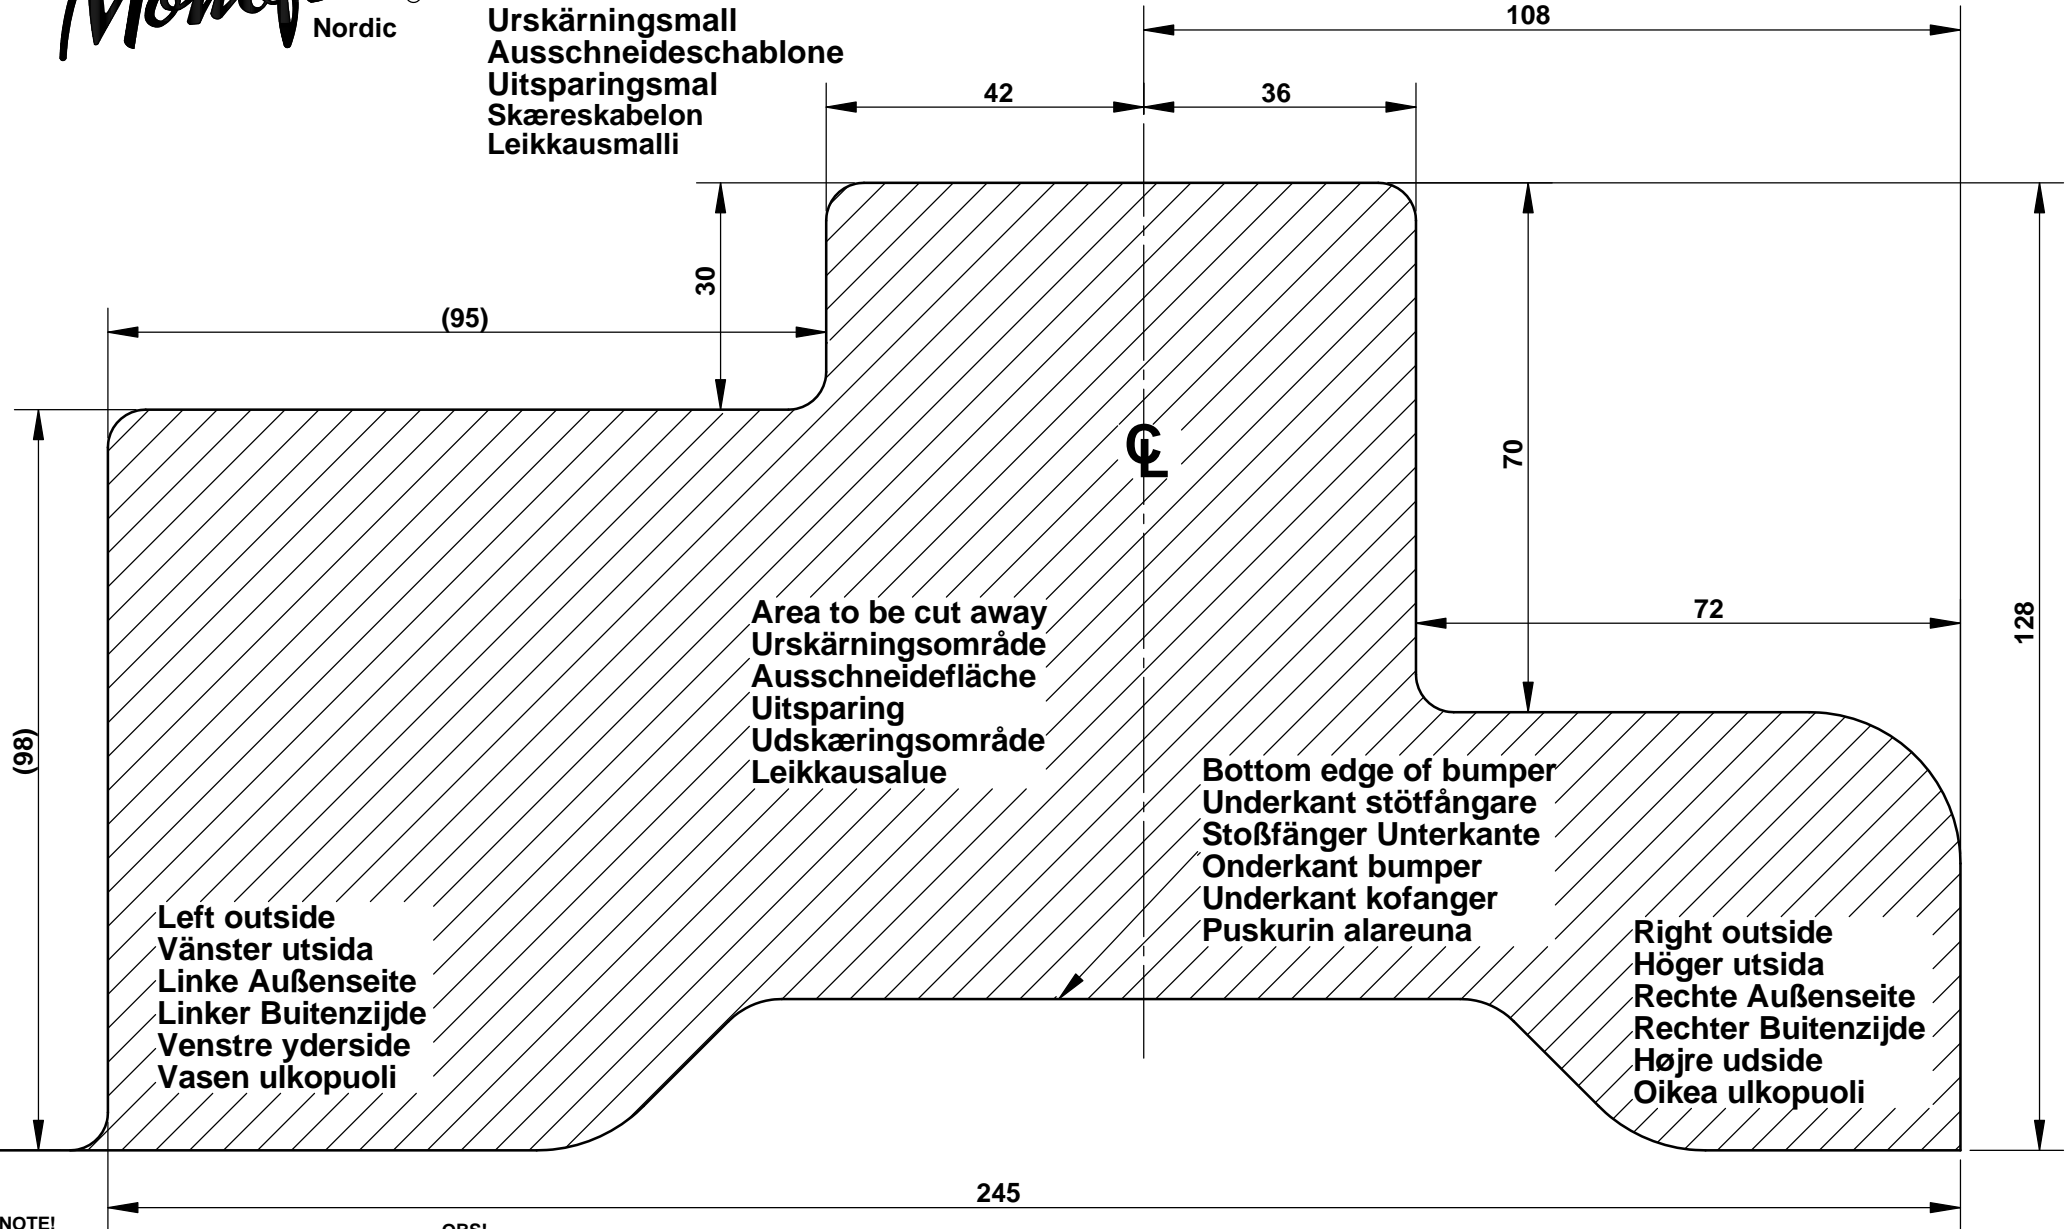 Nordic
Urskärningsmall
Ausschneideschablone
Uitsparingsmal
Skæreskabelon
Leikkausmalli
108
42
36
30
(95)
70
72
128
(98)
Area to be cut away
Urskärningsområde
Ausschneidefläche
Uitsparing
Udskæringsområde
Leikkausalue
Bottom edge of bumper
Underkant stötfångare
Stoßfänger Unterkante
Onderkant bumper
Underkant kofanger
Puskurin alareuna
Left outside
Vänster utsida
Linke Außenseite
Linker Buitenzijde
Venstre yderside
Vasen ulkopuoli
Right outside
Höger utsida
Rechte Außenseite
Rechter Buitenzijde
Højre udside
Oikea ulkopuoli
245
NOTE!
OBS!